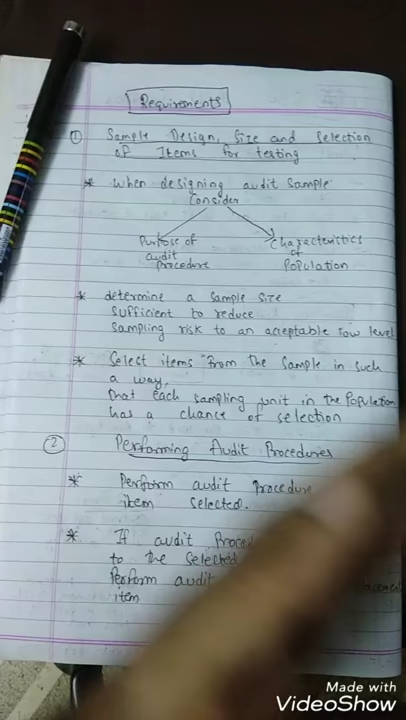 Requirements
① Sample Design, Size and Selection
of Items for testing
* When designing audit sample
Consider
Purpose of
audit
procedure
Characteristics
of
Population
* determine a sample size
sufficient to reduce
sampling risk to an acceptable low level
* Select items from the sample in such
a way,
that each sampling unit in the Population
has a chance of selection
② Performing Audit Procedures
* Perform audit procedure
item selected.
* If audit
to the selected
Perform audit
item
Made with
VideoShow